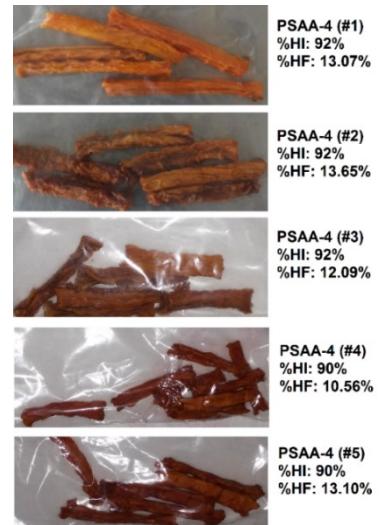 PSAA-4 (#1)
%HI: 92%
%HF: 13.07%
PSAA-4 (#2)
%HI: 92%
%HF: 13.65%
PSAA-4 (#3)
%HI: 92%
%HF: 12.09%
PSAA-4 (#4)
%HI: 90%
%HF: 10.56%
PSAA-4 (#5)
%HI: 90%
%HF: 13.10%